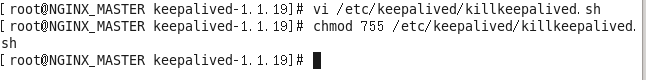 [root@NGINX_MASTER keepalived-1.1.19]# vi /etc/keepalived/killkeepalived.sh
[root@NGINX_MASTER keepalived-1.1.19]# chmod 755 /etc/keepalived/killkeepalived.
sh
[root@NGINX_MASTER keepalived-1.1.19]#